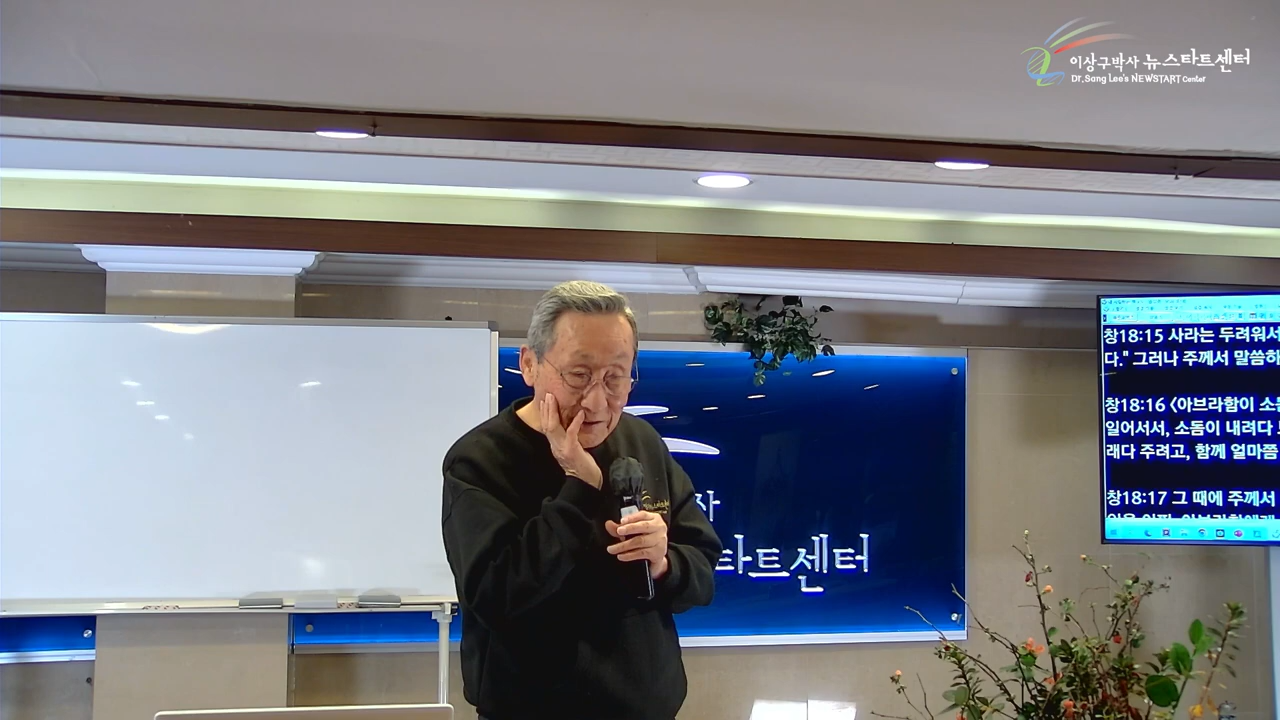 이상구박사 뉴스타트센터
Dr. Sang Lee's NEWSTART Center
창18:15 사라는 두려워서
다." 그러나 주께서 말씀하
창18:16 <아브라함이 소돔
일어서서, 소돔이 내려다
래다 주려고, 함께 얼마쯤
창18:17 그 때에 주께서
타트센터